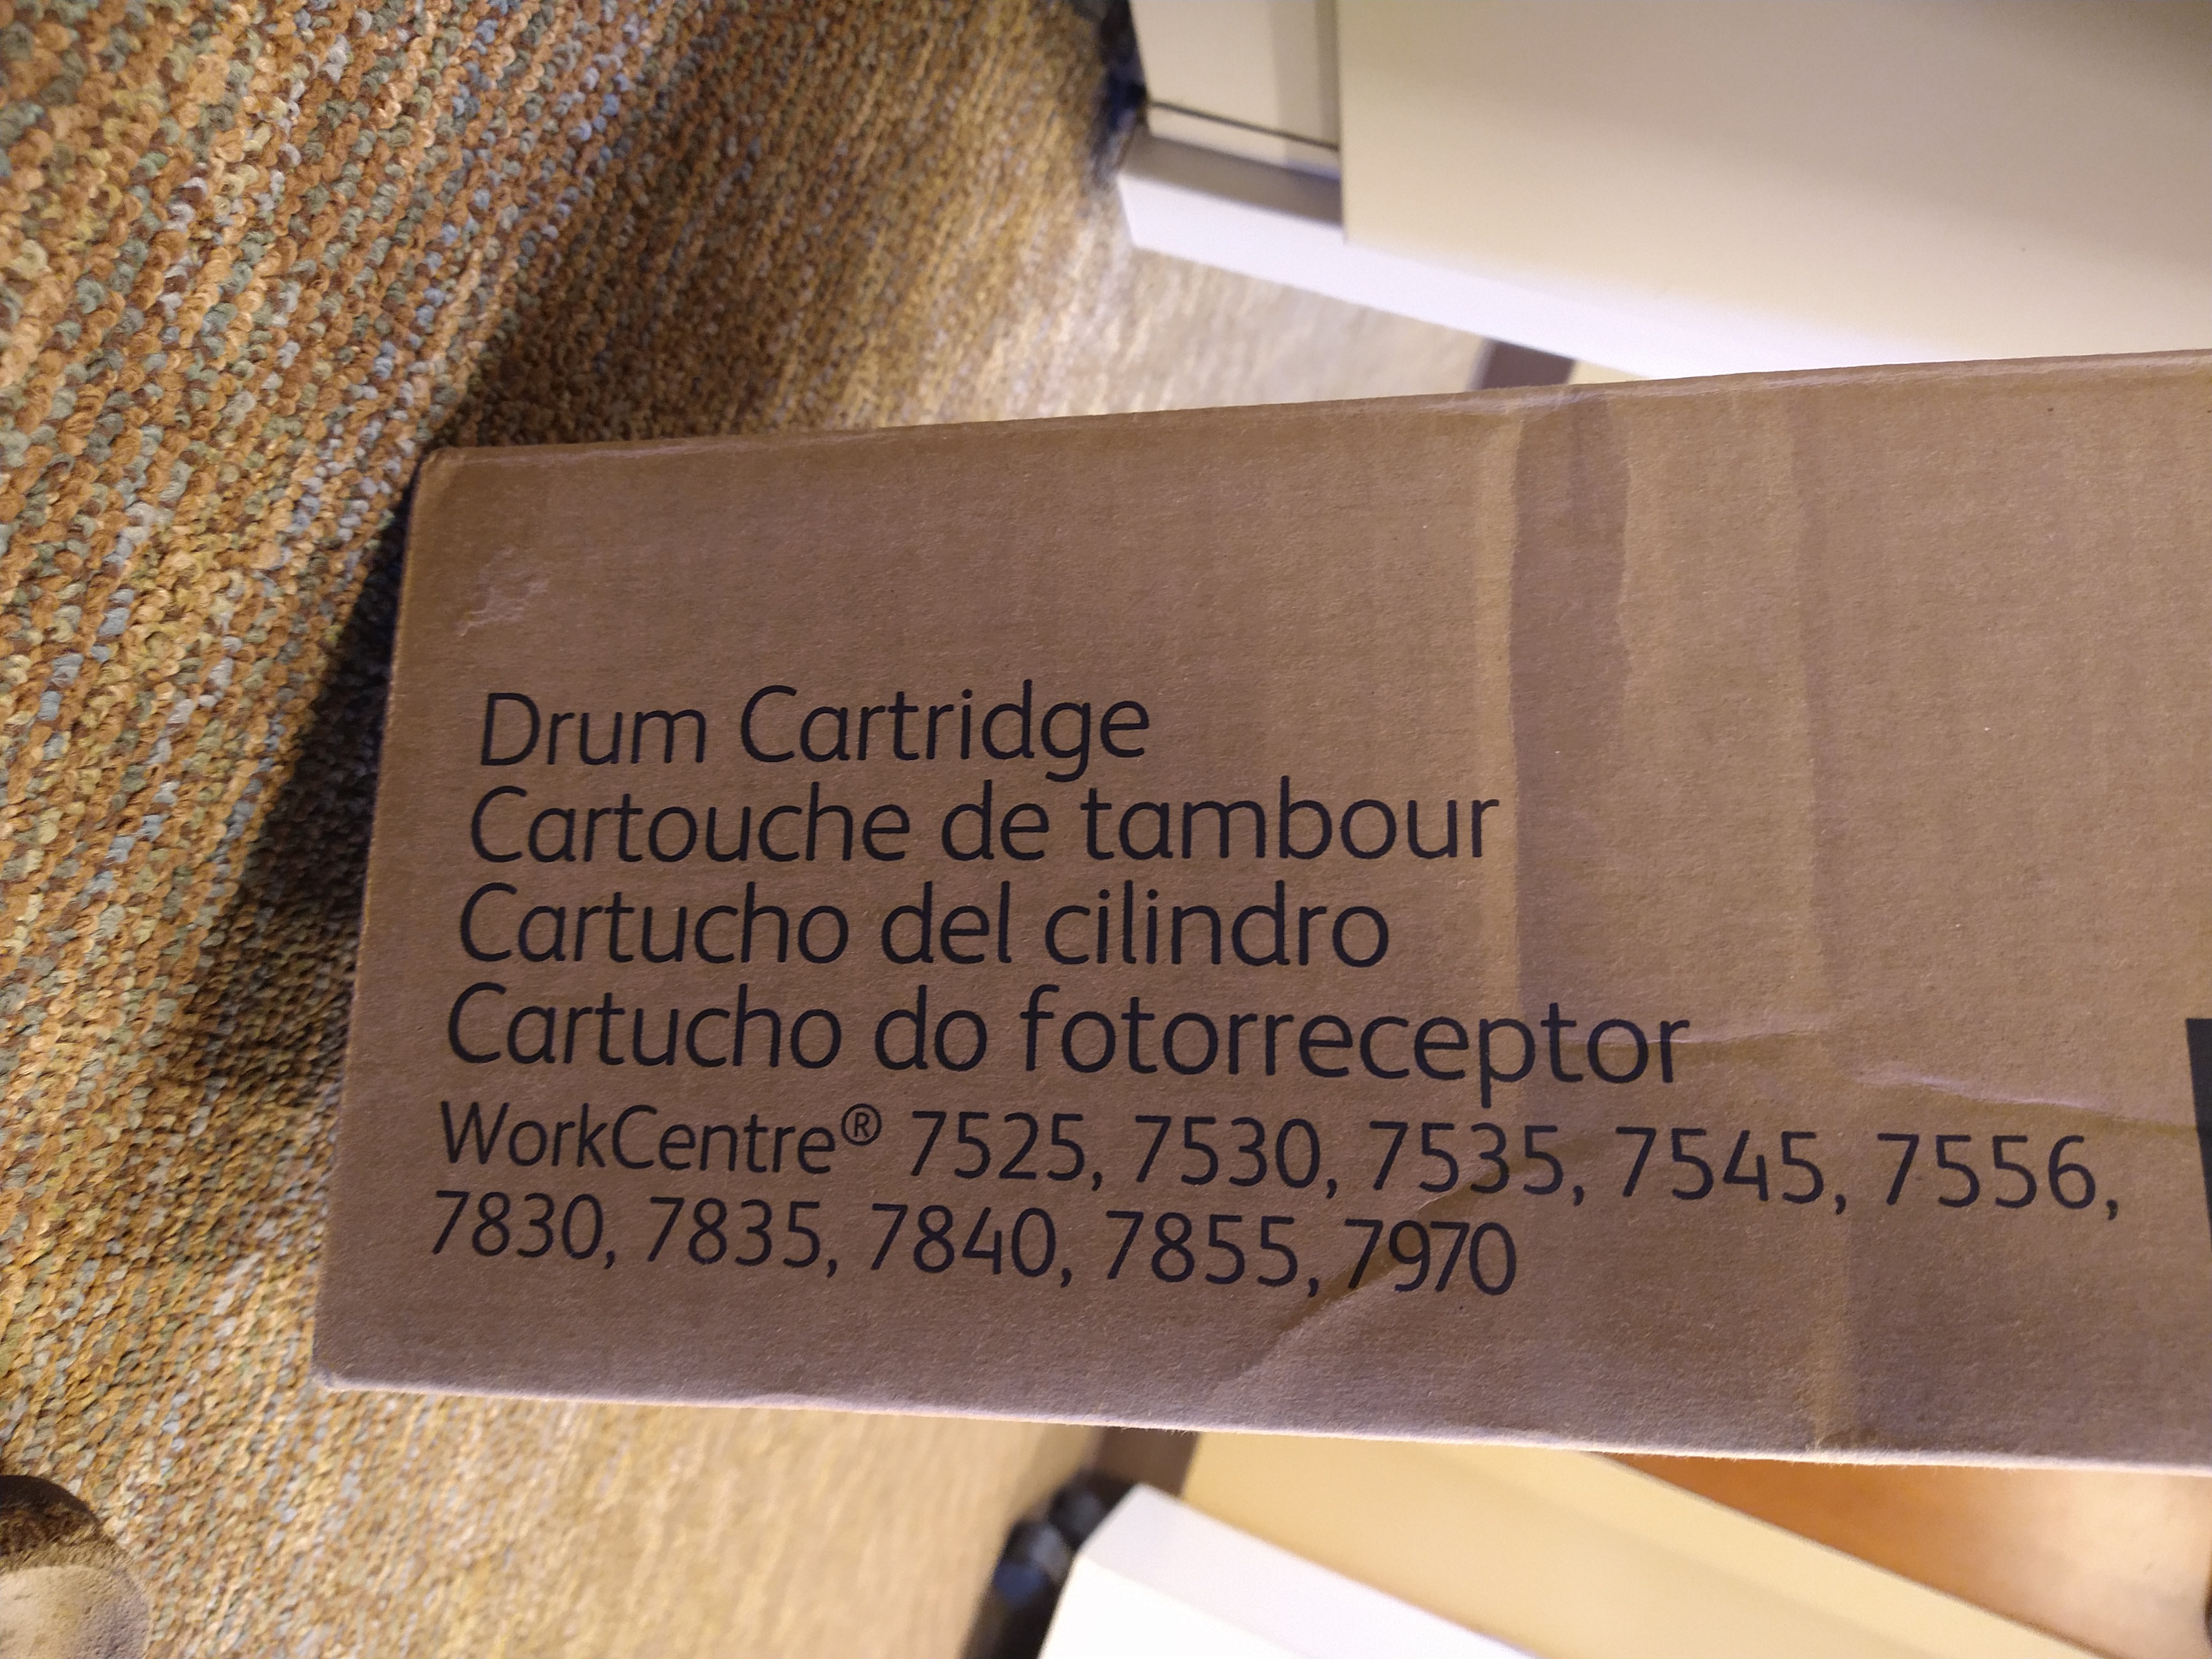 Drum Cartridge
Cartouche de tambour
Cartucho del cilindro
Cartucho do fotorreceptor
WorkCentre® 7525, 7530, 7535, 7545, 7556,
7830, 7835, 7840, 7855, 7970